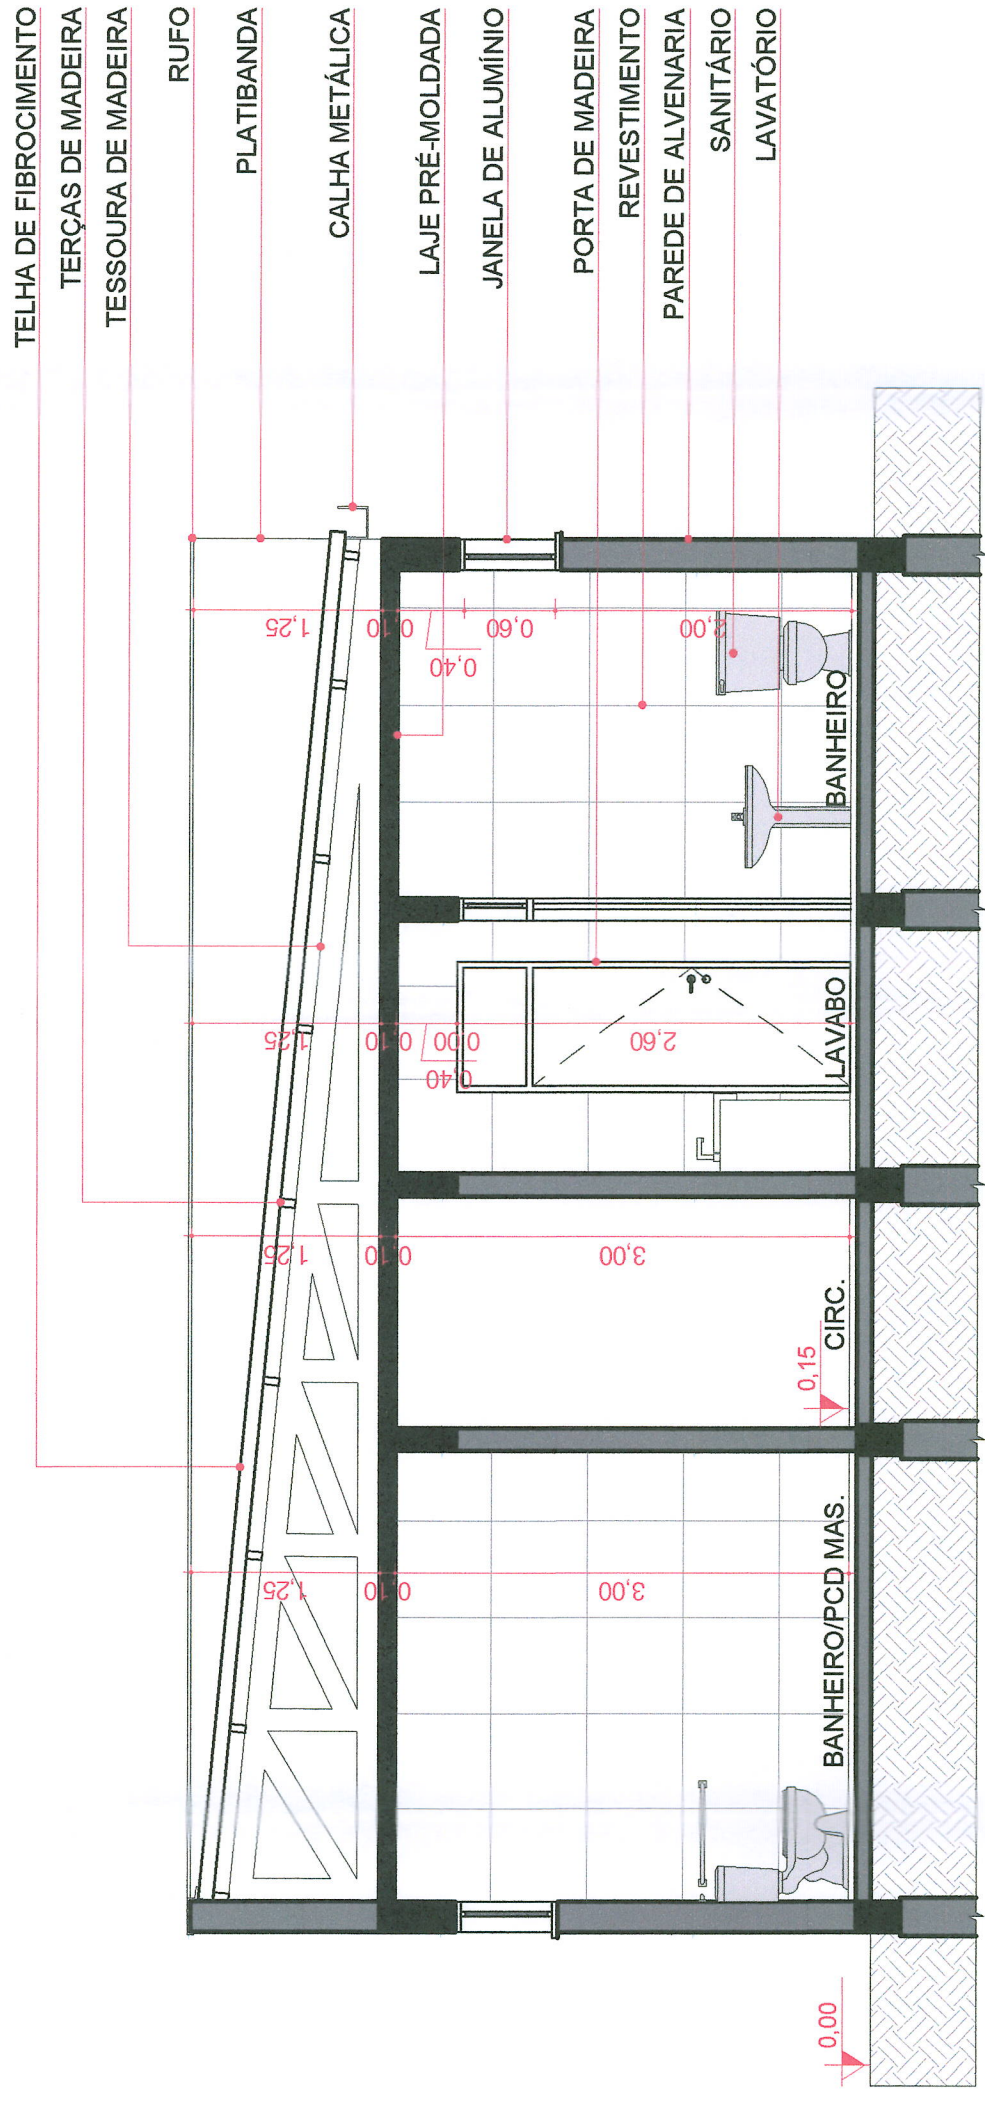 TELHA DE FIBROCIMENTO
TERÇAS DE MADEIRA
TESSOURA DE MADEIRA
RUFO
PLATIBANDA
CALHA METÁLICA
LAJE PRÉ-MOLDADA
JANELA DE ALUMÍNIO
PORTA DE MADEIRA
REVESTIMENTO
PAREDE DE ALVENARIA
SANITÁRIO
LAVATÓRIO
1,25
0,10
0,40
0,60
2,00
BANHEIRO
1,25
0,10
0,40
0,00
2,60
LAVABO
1,25
0,10
3,00
CIRC.
0,15
1,25
0,10
3,00
BANHEIRO/PCD MAS.
0,00